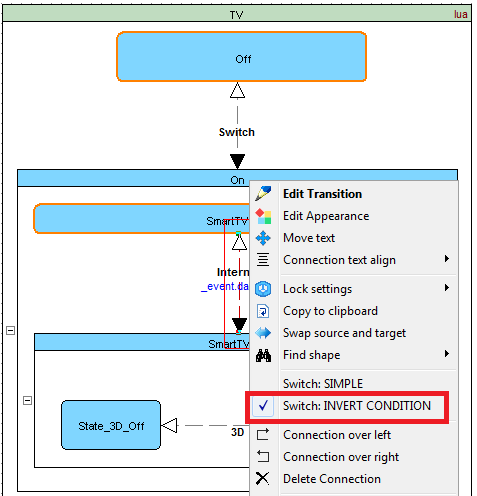 TV
lua
Off
Switch
On
Edit Transition
SmartTV
Edit Appearance
Move text
Connection text align
Intern
_event.da
Lock settings
Copy to clipboard
Swap source and target
SmartTV
Find shape
Switch: SIMPLE
Switch: INVERT CONDITION
State_3D_Off
3D
Connection over left
Connection over right
Delete Connection